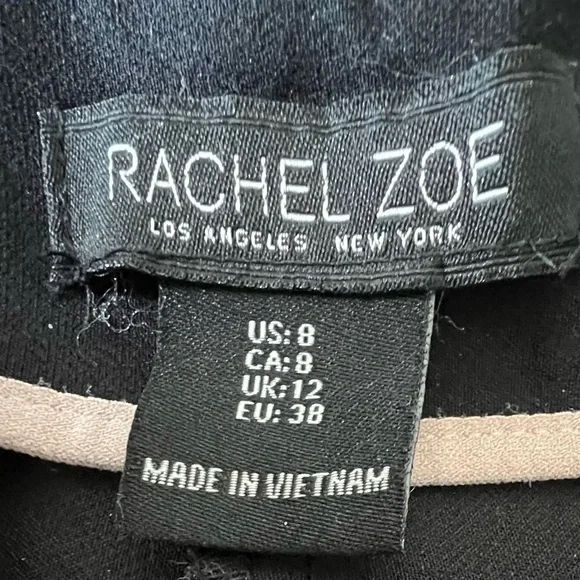 RACHEL ZOE
LOS ANGELES NEW YORK
US: 8
CA: 8
UK: 12
EU: 38
MADE IN VIETNAM